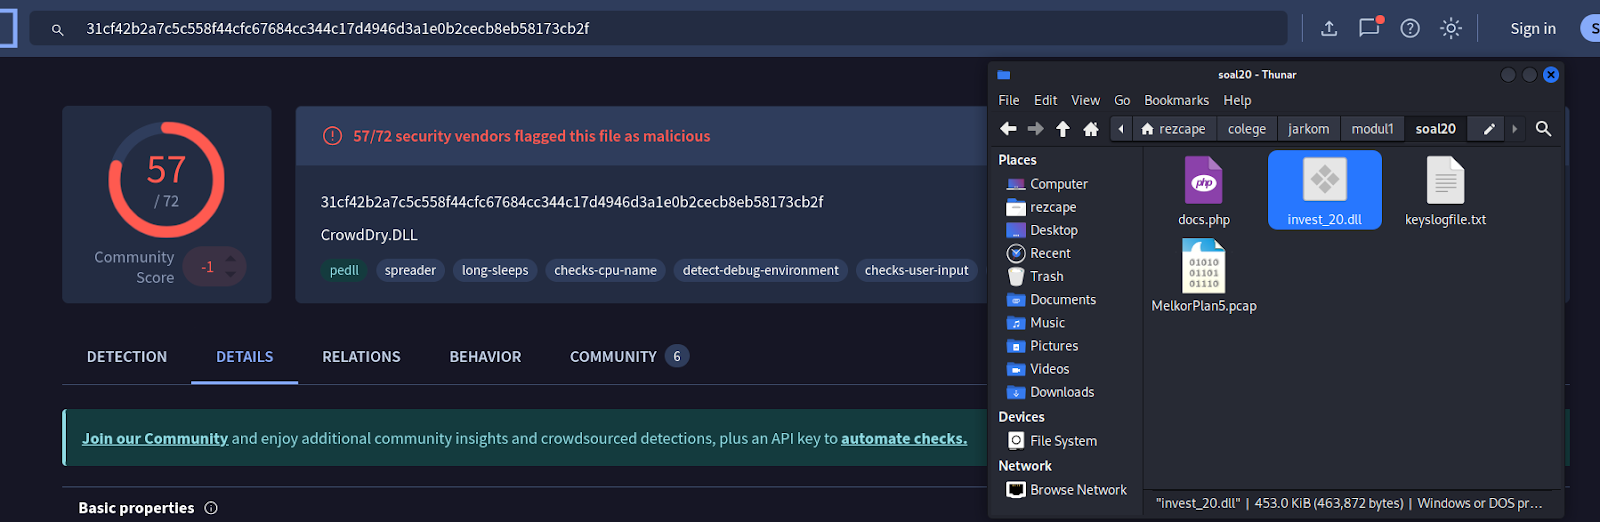 31cf42b2a7c5c558f44cfc67684cc344c17d4946d3a1e0b2cecb8eb58173cb2f
Sign in
S
57
/ 72
Community
Score
-1
57/72 security vendors flagged this file as malicious
31cf42b2a7c5c558f44cfc67684cc344c17d4946d3a1e0b2cecb8eb58173cb2f
CrowdDry.DLL
pedll spreader long-sleeps checks-cpu-name detect-debug-environment checks-user-input
DETECTION DETAILS RELATIONS BEHAVIOR COMMUNITY 6
Join our Community and enjoy additional community insights and crowdsourced detections, plus an API key to automate checks.
Basic properties
soal20 - Thunar
File Edit View Go Bookmarks Help
rezcape colege jarkom modul1 soal20
Places
Computer
rezcape
Desktop
Recent
Trash
Documents
Music
Pictures
Videos
Downloads
Devices
File System
Network
Browse Network
php
docs.php
invest_20.dll
keyslogfile.txt
01010
01101
01110
MelkorPlan5.pcap
"invest_20.dll" | 453.0 KiB (463,872 bytes) | Windows or DOS pr...